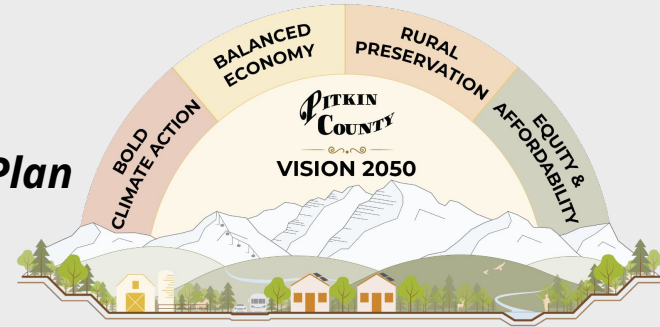 BOLD
CLIMATE ACTION
BALANCED
ECONOMY
RURAL
PRESERVATION
EQUITY &
AFFORDABILITY
PITKIN
COUNTY
VISION 2050
Plan